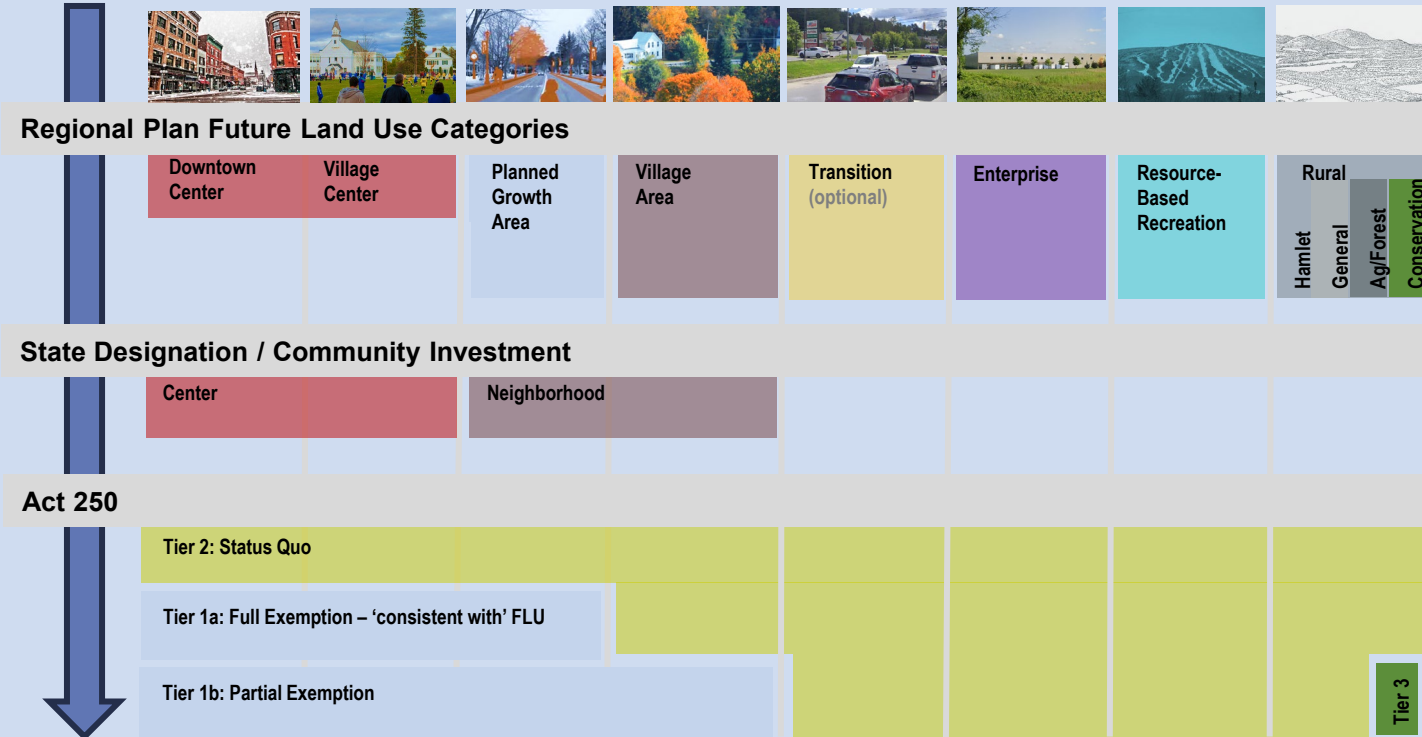 Regional Plan Future Land Use Categories
Downtown
Center
Village
Center
Planned
Growth
Area
Village
Area
Transition
(optional)
Enterprise
Resource-
Based
Recreation
Rural
Hamlet
General
Ag/Forest
Conservation
State Designation / Community Investment
Center
Neighborhood
Act 250
Tier 2: Status Quo
Tier 1a: Full Exemption – ‘consistent with’ FLU
Tier 1b: Partial Exemption
Tier 3